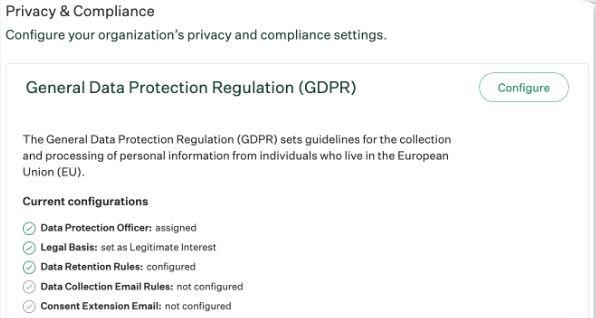 Privacy & Compliance
Configure your organization's privacy and compliance settings.
General Data Protection Regulation (GDPR)
Configure
The General Data Protection Regulation (GDPR) sets guidelines for the collection
and processing of personal information from individuals who live in the European
Union (EU).
Current configurations
Data Protection Officer: assigned
Legal Basis: set as Legitimate Interest
Data Retention Rules: configured
Data Collection Email Rules: not configured
Consent Extension Email: not configured